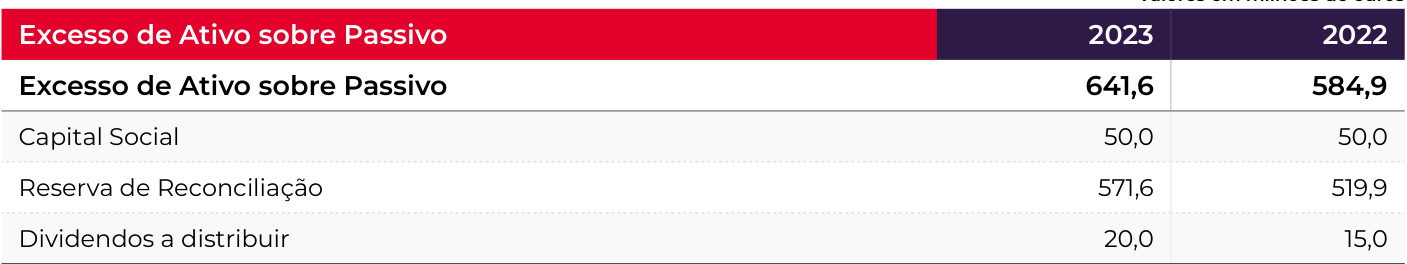 Excesso de Ativo sobre Passivo 2023 2022
Excesso de Ativo sobre Passivo 641,6 584,9
Capital Social 50,0 50,0
Reserva de Reconciliação 571,6 519,9
Dividendos a distribuir 20,0 15,0